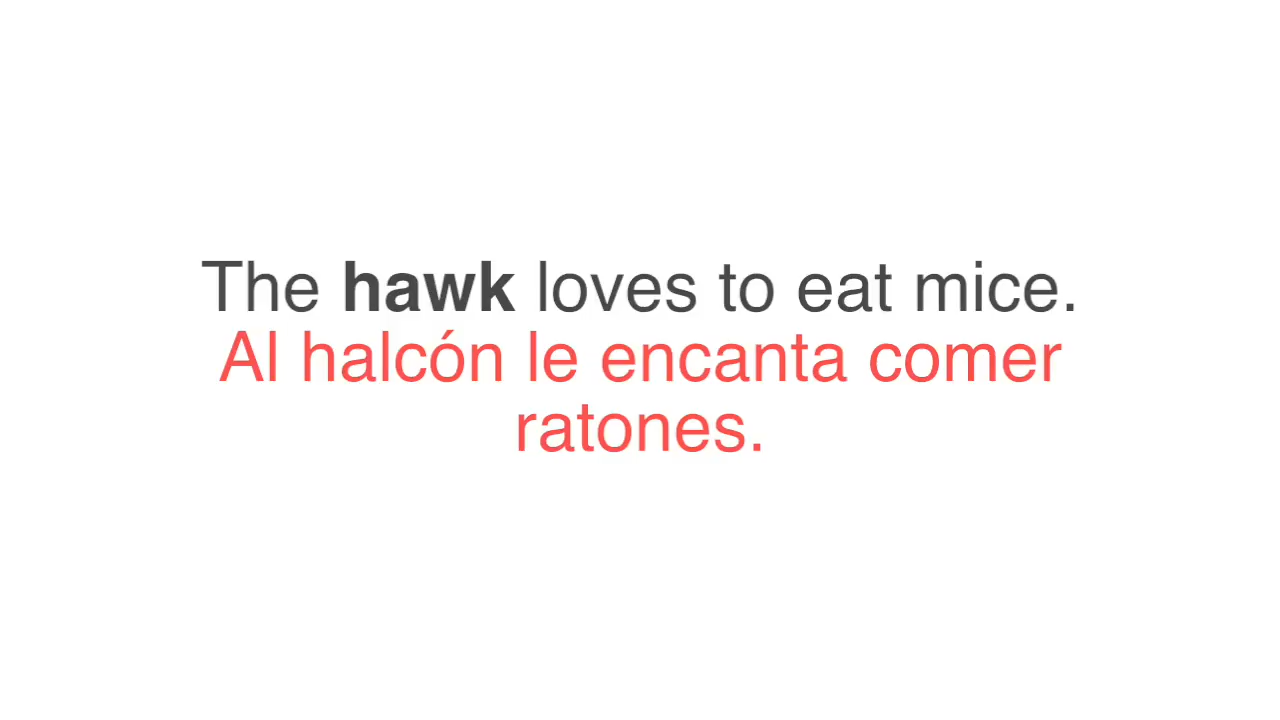 The hawk loves to eat mice.
Al halcón le encanta comer
ratones.